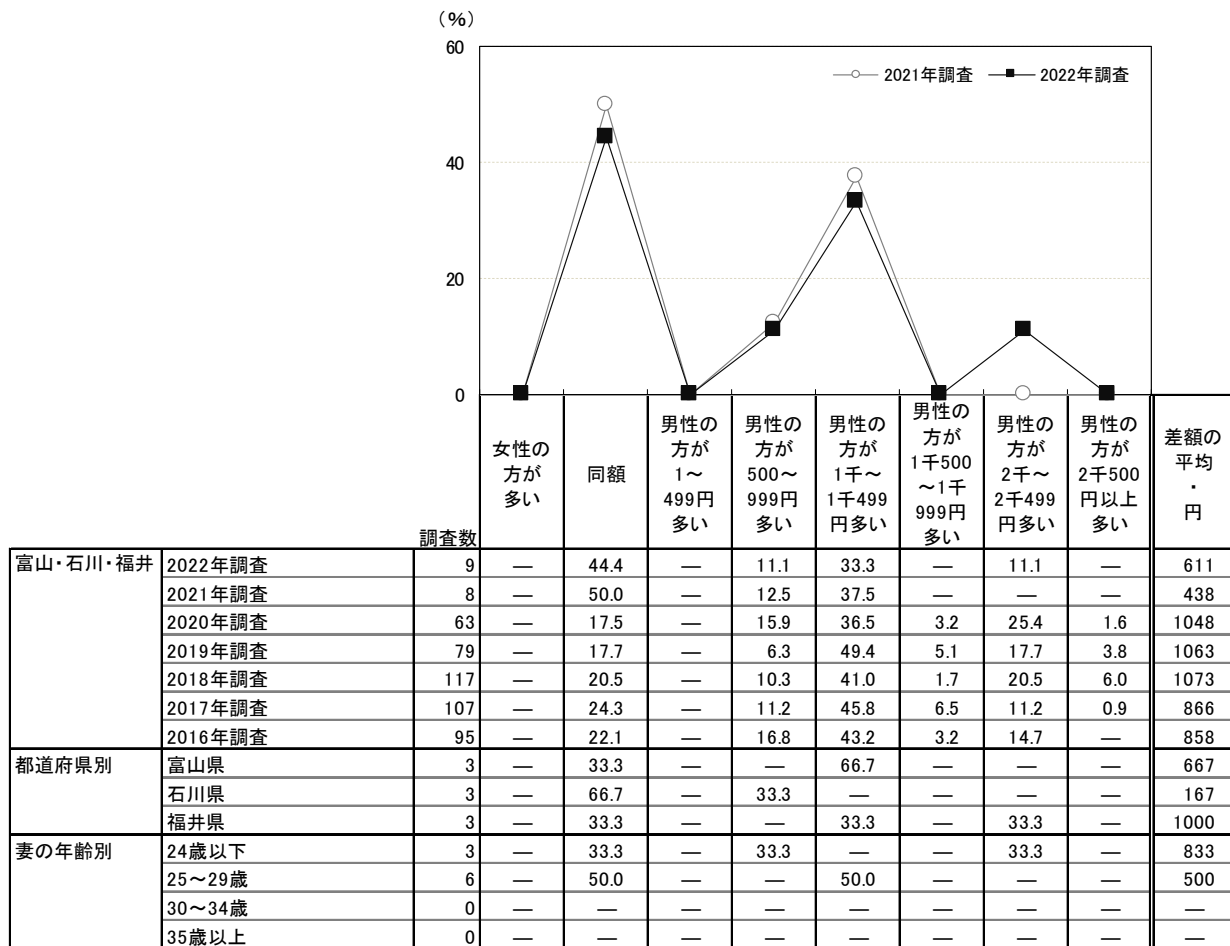 （%）
60
40
20
0
2021年調査 2022年調査
調査数
女性の
方が
多い
同額
男性の
方が
1～
499円
多い
男性の
方が
500～
999円
多い
男性の
方が
1千～
1千499
円多い
男性の
方が
1千500
～1千
999円
多い
男性の
方が
2千～
2千499
円多い
男性の
方が
2千500
円以上
多い
差額の
平均
・
円
富山・石川・福井 2022年調査 9 ― 44.4 ― 11.1 33.3 ― 11.1 ― 611
2021年調査 8 ― 50.0 ― 12.5 37.5 ― ― ― 438
2020年調査 63 ― 17.5 ― 15.9 36.5 3.2 25.4 1.6 1048
2019年調査 79 ― 17.7 ― 6.3 49.4 5.1 17.7 3.8 1063
2018年調査 117 ― 20.5 ― 10.3 41.0 1.7 20.5 6.0 1073
2017年調査 107 ― 24.3 ― 11.2 45.8 6.5 11.2 0.9 866
2016年調査 95 ― 22.1 ― 16.8 43.2 3.2 14.7 ― 858
都道府県別 富山県 3 ― 33.3 ― ― 66.7 ― ― ― 667
石川県 3 ― 66.7 ― 33.3 ― ― ― ― 167
福井県 3 ― 33.3 ― ― 33.3 ― 33.3 ― 1000
妻の年齢別 24歳以下 3 ― 33.3 ― 33.3 ― ― 33.3 ― 833
25～29歳 6 ― 50.0 ― ― 50.0 ― ― ― 500
30～34歳 0 ― ― ― ― ― ― ― ― ―
35歳以上 0 ― ― ― ― ― ― ― ― ―